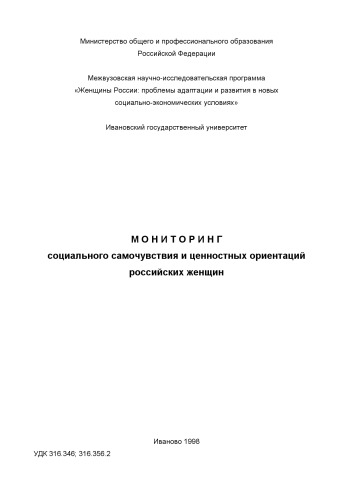 Министерство общего и профессионального образования
Российской Федерации
Межвузовская научно-исследовательская программа
«Женщины России: проблемы адаптации и развития в новых
социально-экономических условиях»
Ивановский государственный университет
М О Н И Т О Р И Н Г
социального самочувствия и ценностных ориентаций
российских женщин
Иваново 1998
УДК 316.346; 316.356.2